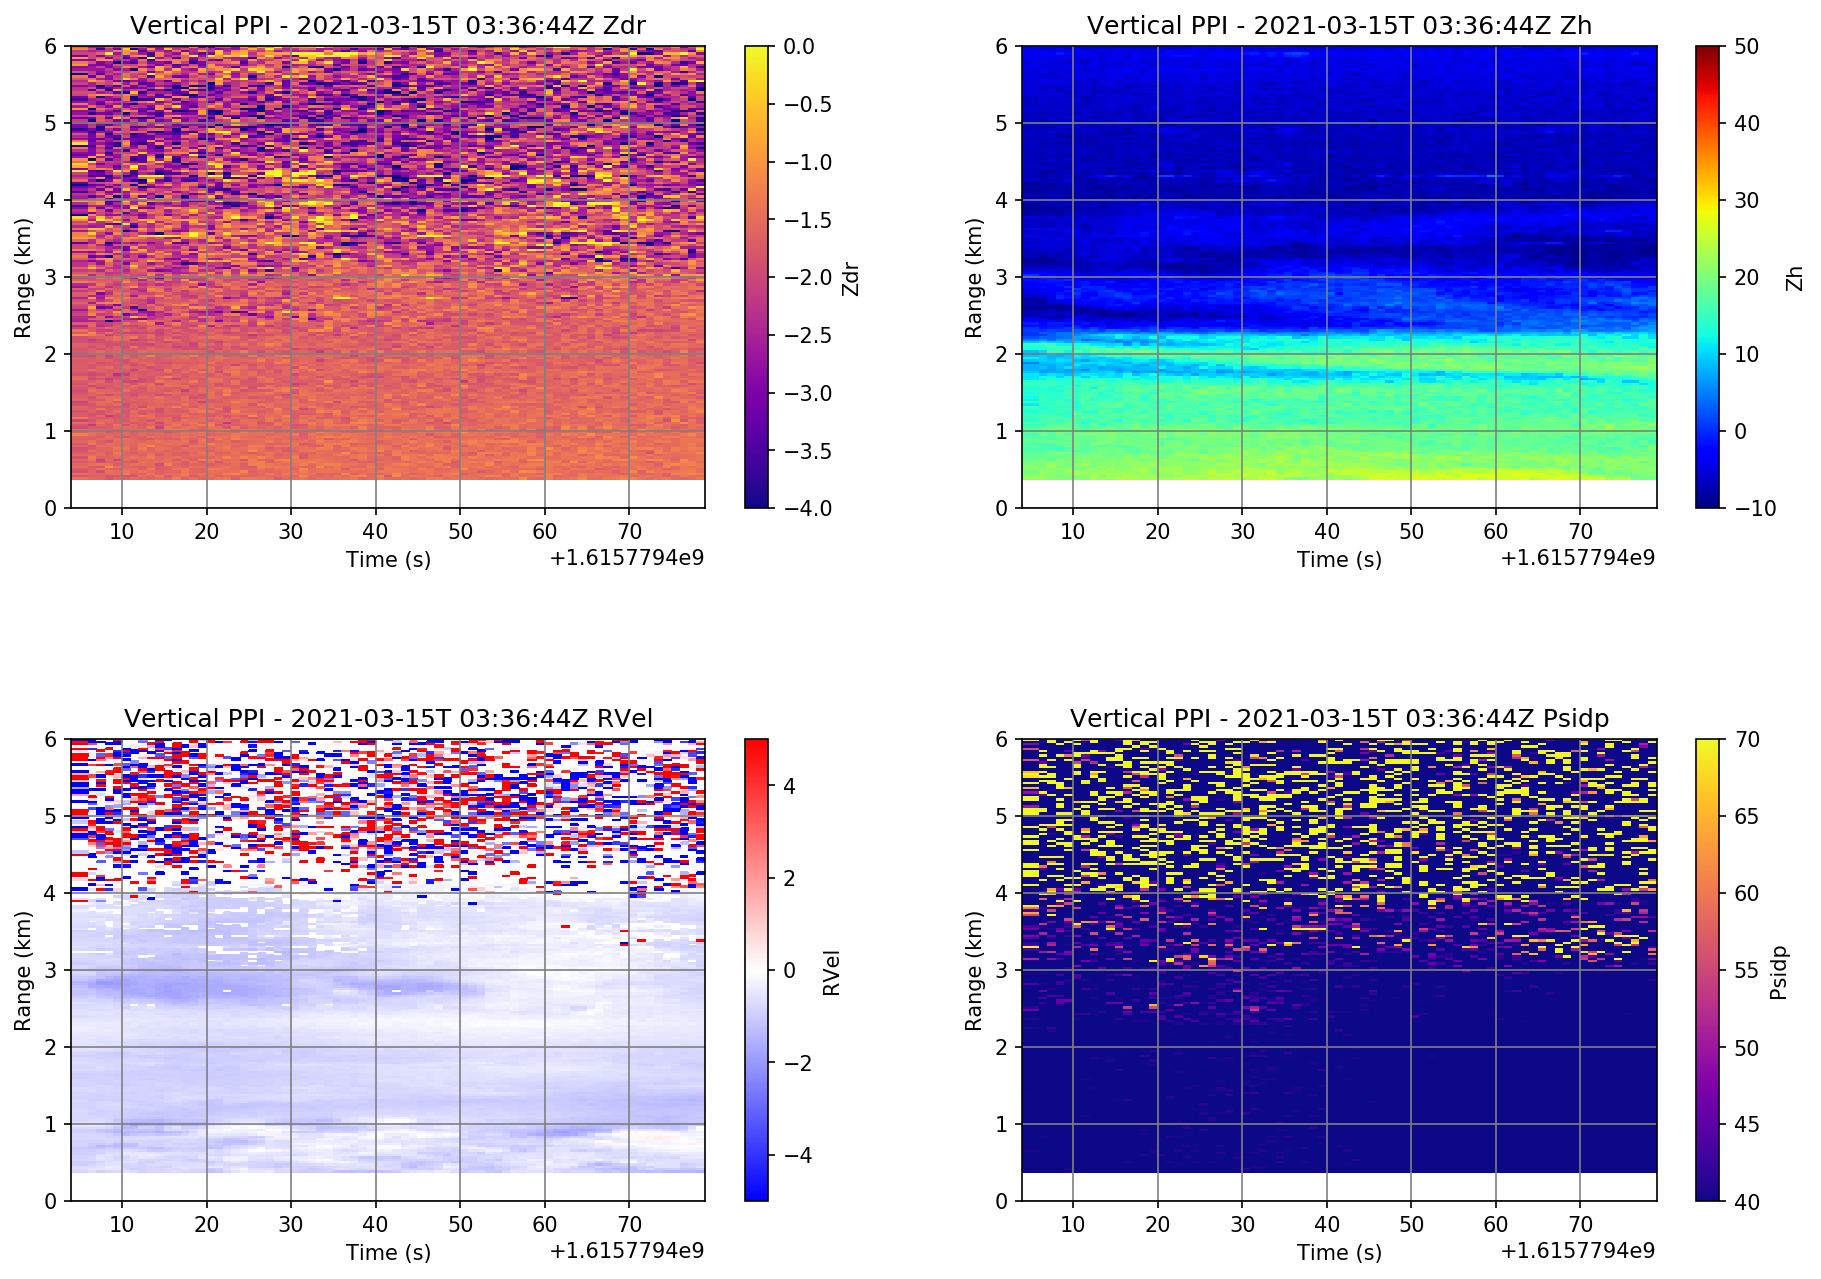 Vertical PPI - 2021-03-15T 03:36:44Z Zdr
6
5
4
3
2
1
0
Range (km)
10 20 30 40 50 60 70
Time (s)
+1.6157794e9
0.0
−0.5
−1.0
−1.5
−2.0
−2.5
−3.0
−3.5
−4.0
Zdr
Vertical PPI - 2021-03-15T 03:36:44Z Zh
6
5
4
3
2
1
0
Range (km)
10 20 30 40 50 60 70
Time (s)
+1.6157794e9
50
40
30
20
10
0
−10
Zh
Vertical PPI - 2021-03-15T 03:36:44Z RVel
6
5
4
3
2
1
0
Range (km)
10 20 30 40 50 60 70
Time (s)
+1.6157794e9
4
2
0
−2
−4
RVel
Vertical PPI - 2021-03-15T 03:36:44Z Psidp
6
5
4
3
2
1
0
Range (km)
10 20 30 40 50 60 70
Time (s)
+1.6157794e9
70
65
60
55
50
45
40
Psidp